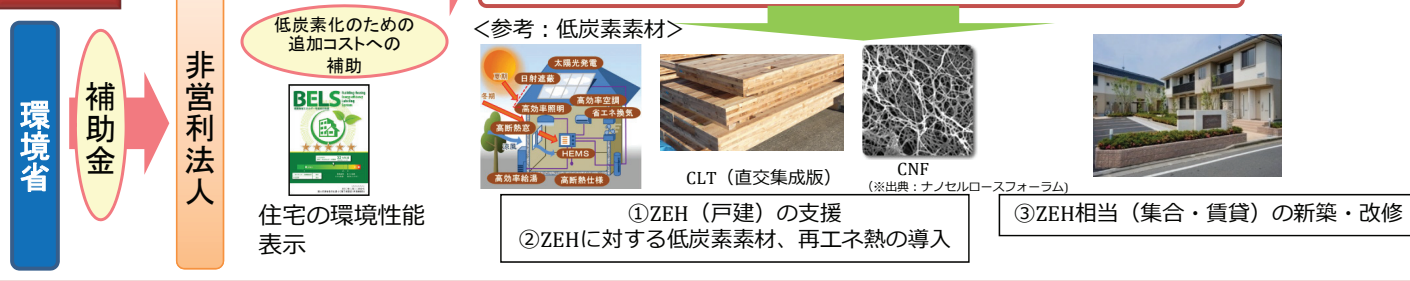 環境省
補助金
非営利法人
低炭素化のための
追加コストへの
補助
BELS
住宅の環境性能
表示
<参考：低炭素素材>
太陽光発電
夏期
日射遮蔽
冬期
高効率照明
高効率空調
省エネ換気
高断熱窓
涼風
HEMS
高効率給湯
高断熱仕様
CLT（直交集成版）
CNF
（※出典：ナノセルロースフォーラム)
①ZEH（戸建）の支援
②ZEHに対する低炭素素材、再エネ熱の導入
③ZEH相当（集合・賃貸）の新築・改修